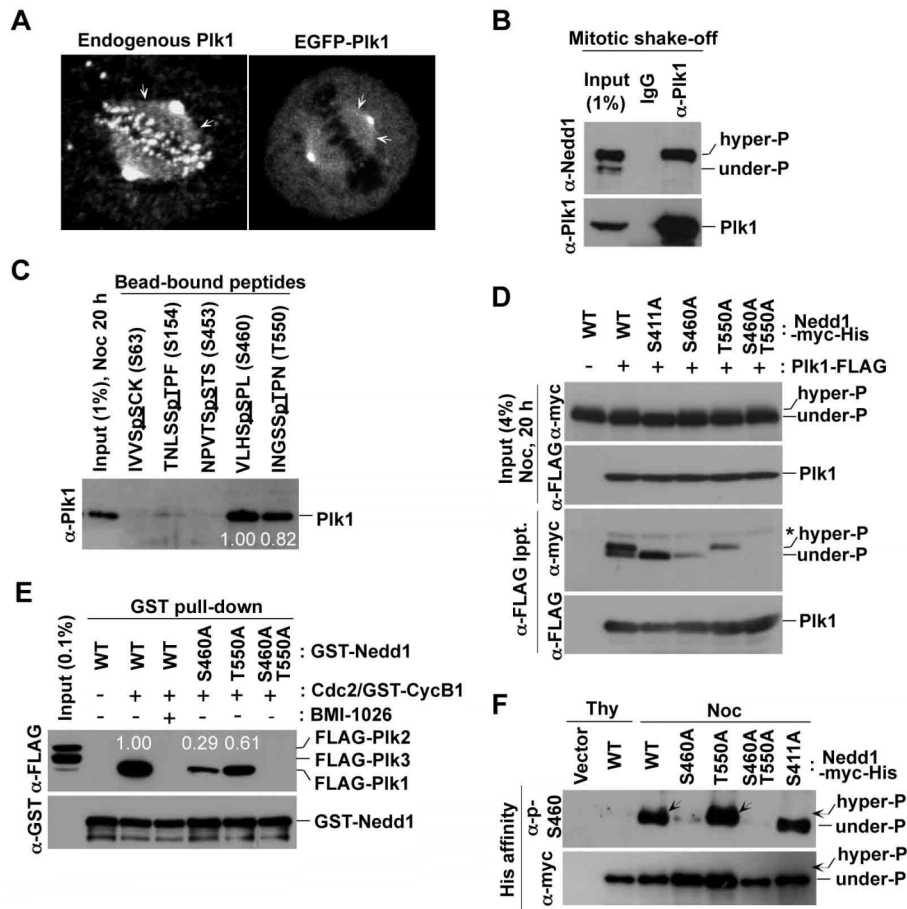 A
Endogenous Plk1
EGFP-Plk1
B
Mitotic shake-off
Input (1%)
IgG
α-Plk1
α-Nedd1
hyper-P
under-P
α-Plk1
Plk1
C
Bead-bound peptides
Input (1%), Noc 20 h
IVVSpSCK (S63)
TNLSSpTPF (S154)
NPVTSpSTS (S453)
VLHSpSPL (S460)
INGSSpTPN (T550)
α-Plk1
Plk1
1.00 0.82
D
WT
WT
S411A
S460A
T550A
S460A T550A
: Nedd1 -myc-His
- + + + + + : Plk1-FLAG
Input (4%) Noc, 20 h
α-myc
hyper-P
under-P
α-FLAG
Plk1
α-FLAG Ippt.
α-myc
*
hyper-P
under-P
α-FLAG
Plk1
E
GST pull-down
Input (0.1%)
WT
WT
WT
S460A
T550A
S460A T550A
: GST-Nedd1
- + + + + + : Cdc2/GST-CycB1
- - + - - - : BMI-1026
α-FLAG
1.00 0.29 0.61
FLAG-Plk2
FLAG-Plk3
FLAG-Plk1
α-GST
GST-Nedd1
F
Thy
Noc
Vector
WT
WT
S460A
T550A
S460A T550A
S411A
: Nedd1 -myc-His
His affinity
α-p-S460
hyper-P
under-P
α-myc
hyper-P
under-P